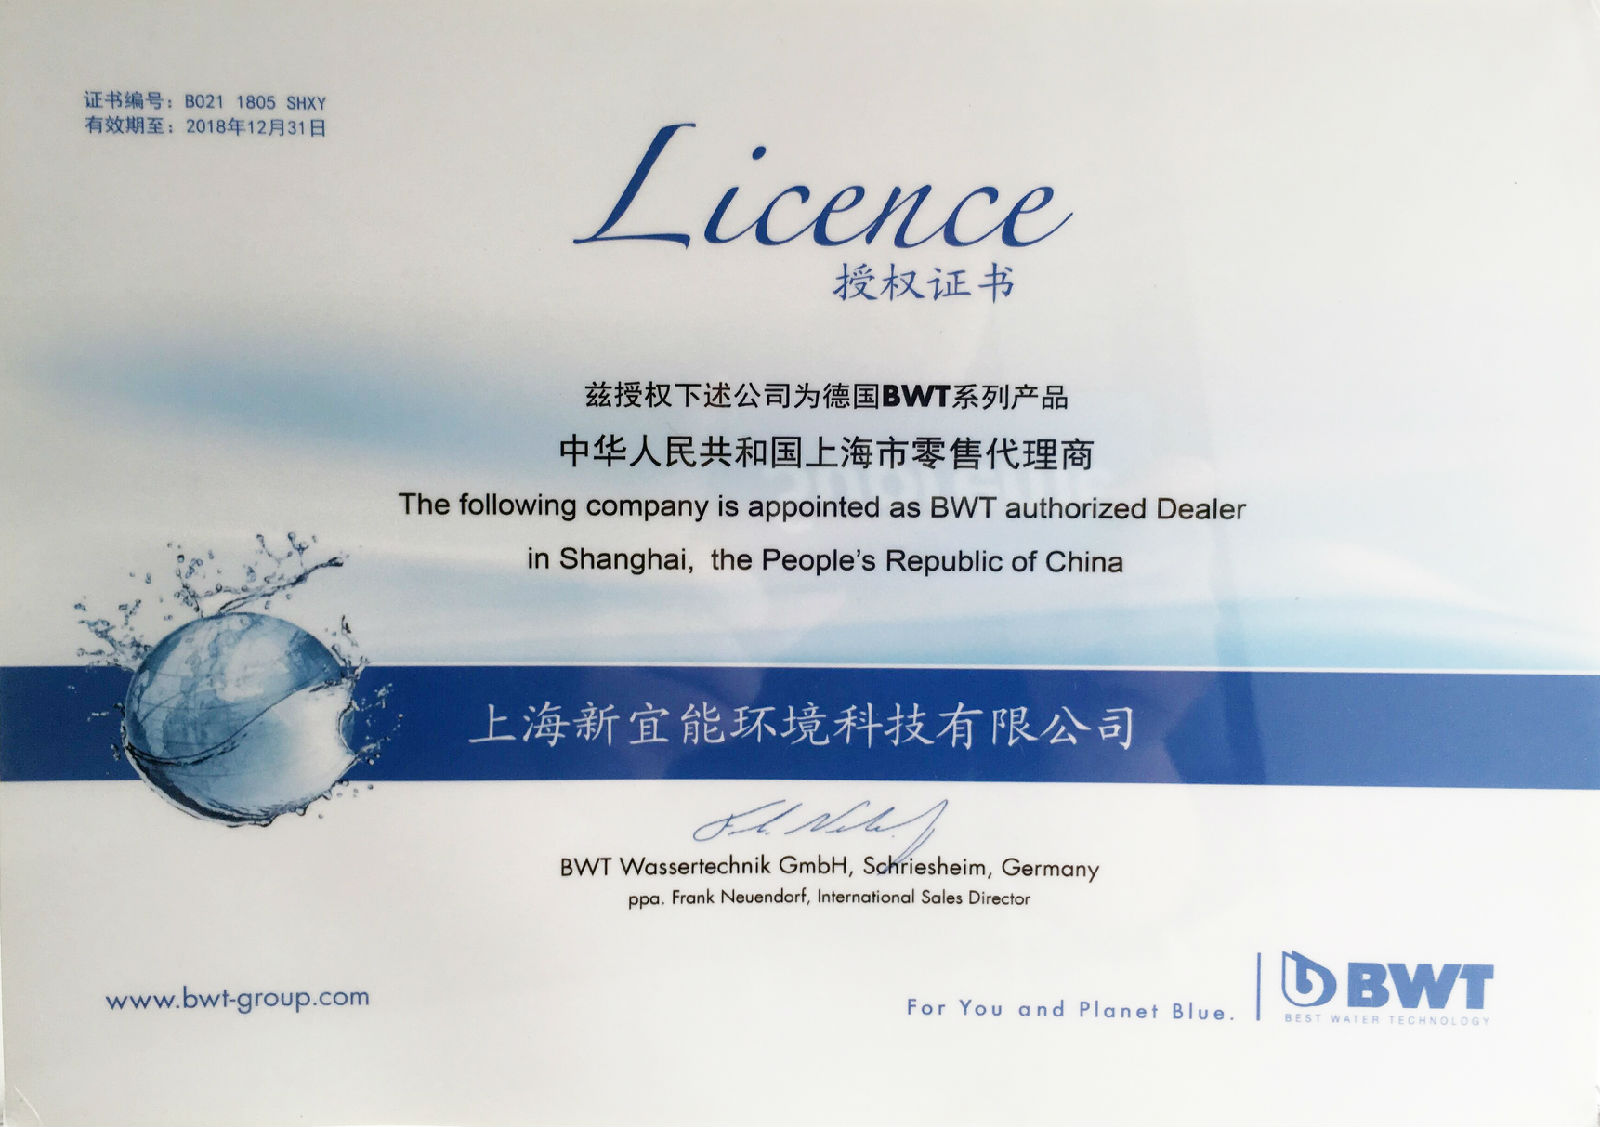 证书编号：B021 1805 SHXY
有效期至：2018年12月31日
Licence
授权证书
兹授权下述公司为德国BWT系列产品
中华人民共和国上海市零售代理商
The following company is appointed as BWT authorized Dealer
in Shanghai, the People's Republic of China
上海新宜能环境科技有限公司
BWT Wassertechnik GmbH, Schriesheim, Germany
ppa. Frank Neuendorf, International Sales Director
www.bwt-group.com
For You and Planet Blue.
BWT
BEST WATER TECHNOLOGY